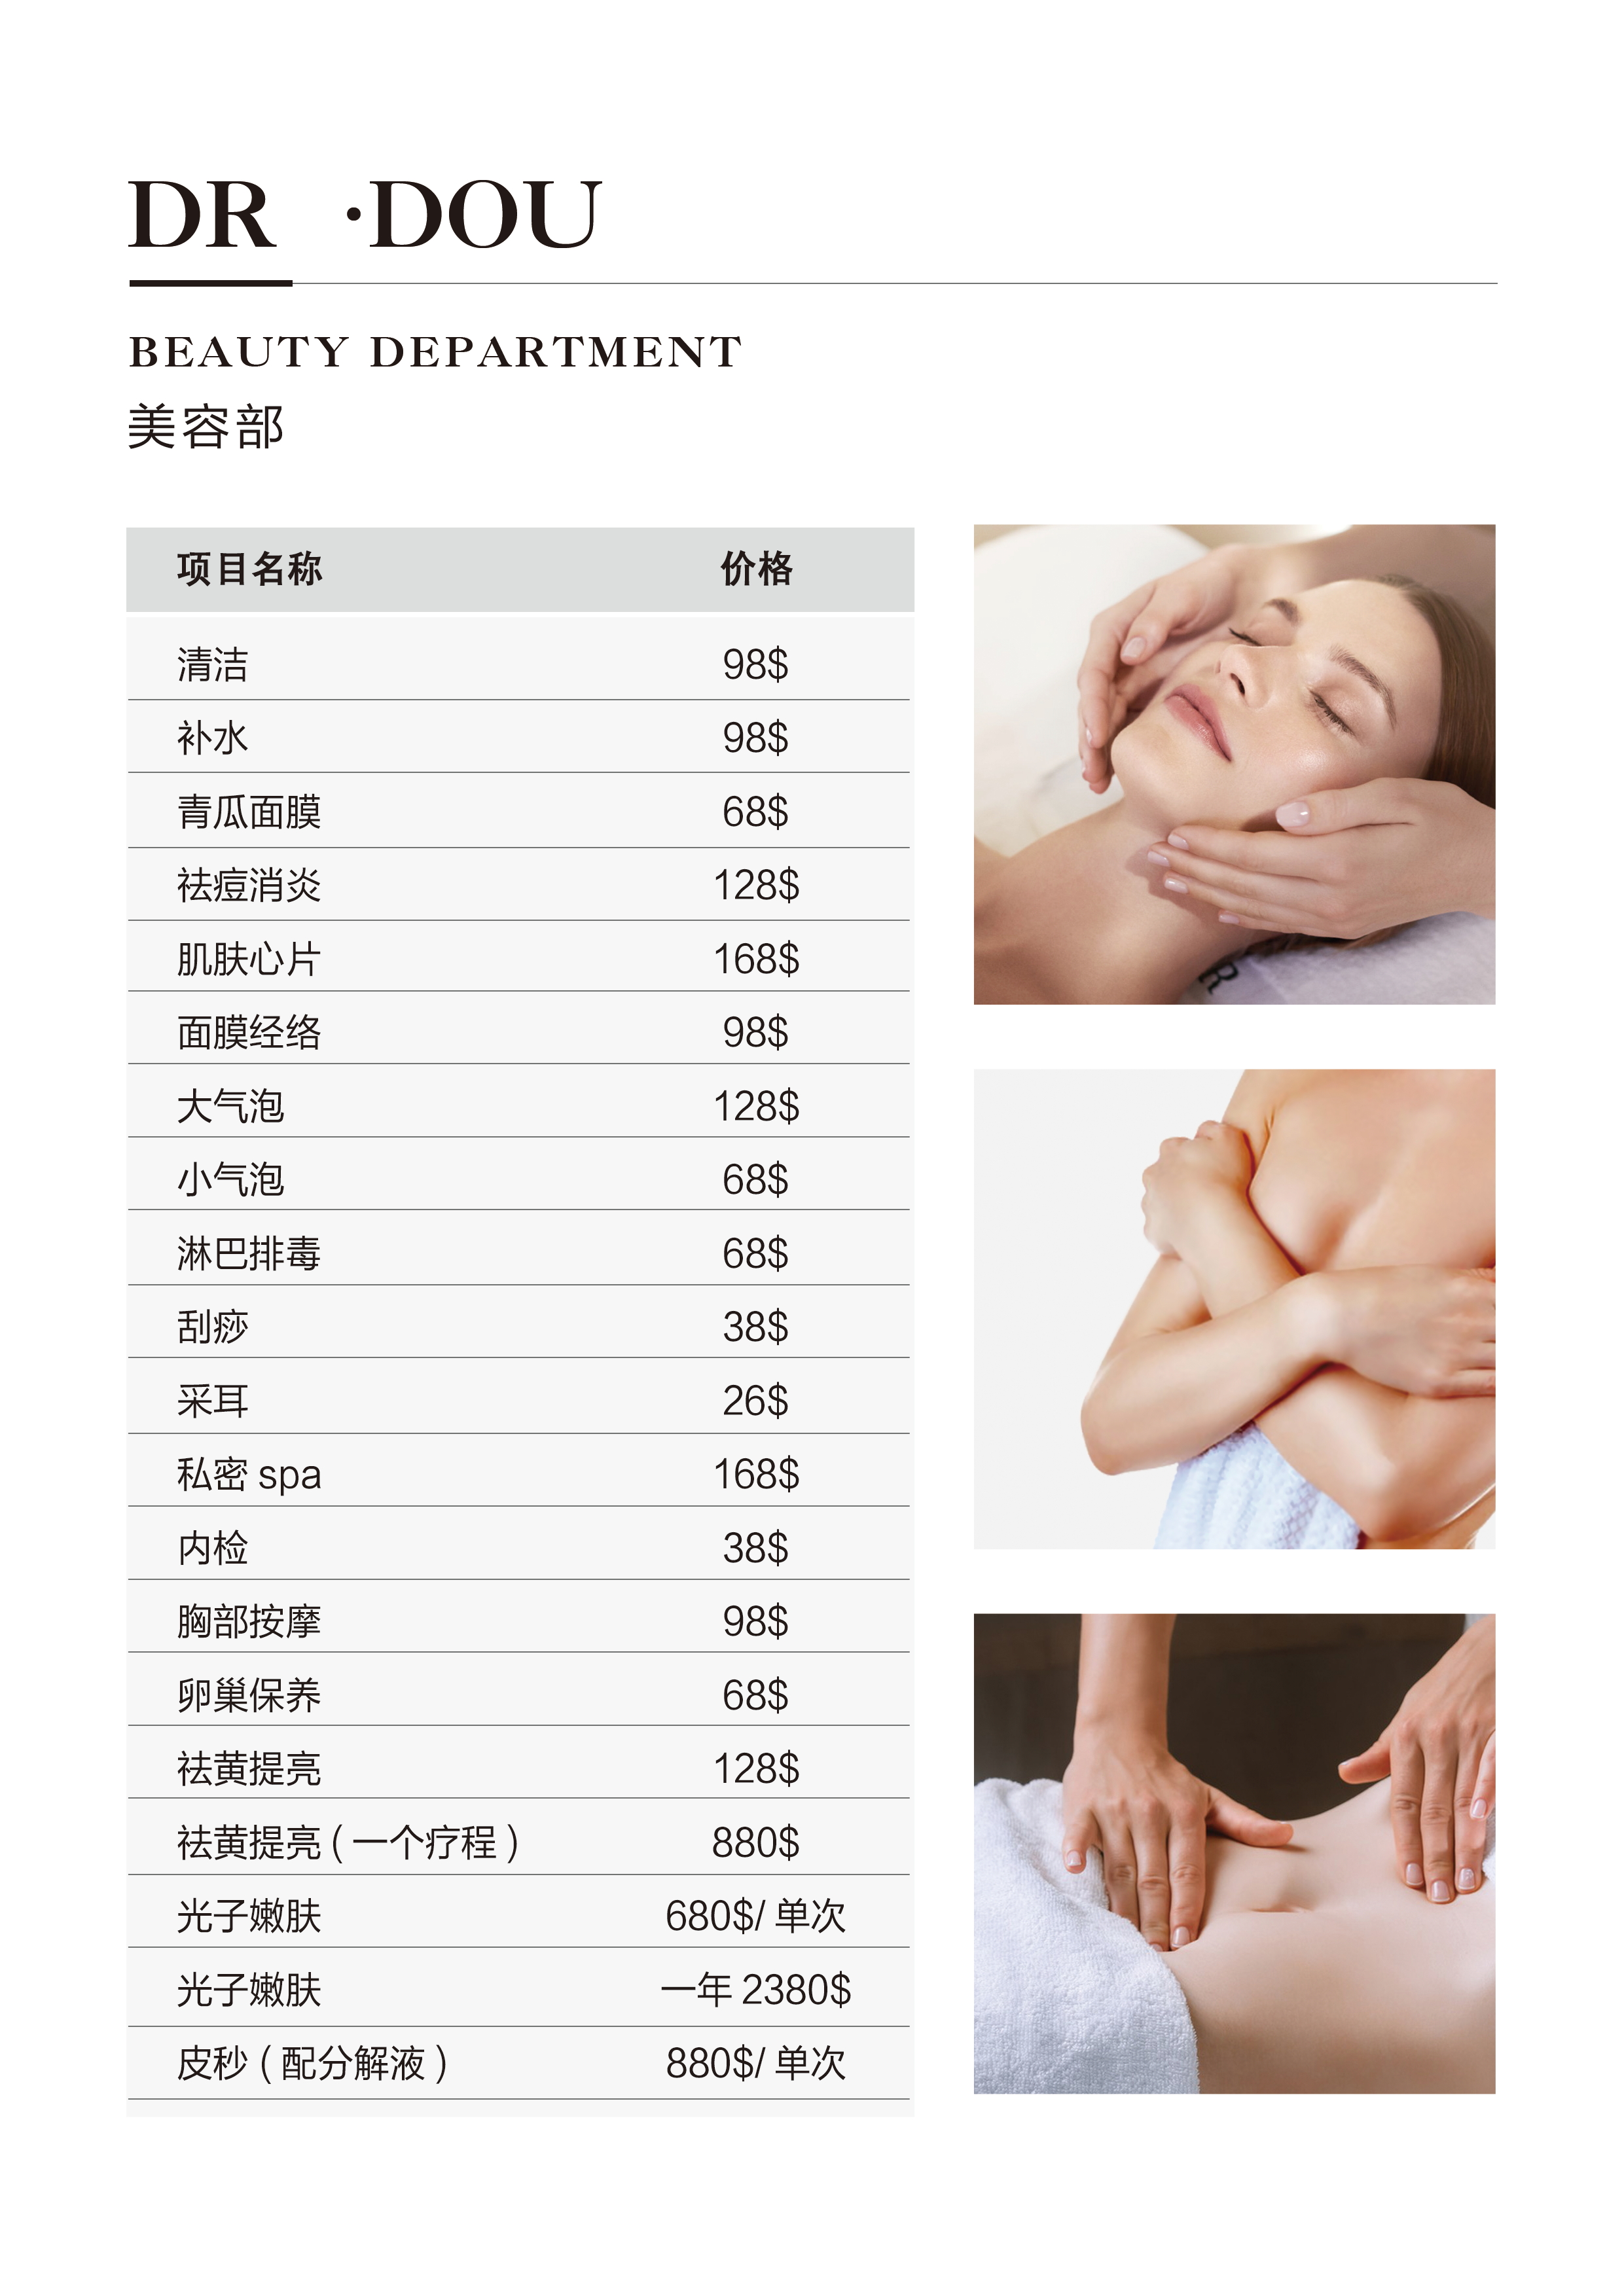 DR ·DOU
BEAUTY DEPARTMENT
美容部
项目名称 价格
清洁 98$
补水 98$
青瓜面膜 68$
祛痘消炎 128$
肌肤心片 168$
面膜经络 98$
大气泡 128$
小气泡 68$
淋巴排毒 68$
刮痧 38$
采耳 26$
私密 spa 168$
内检 38$
胸部按摩 98$
卵巢保养 68$
祛黄提亮 128$
祛黄提亮 ( 一个疗程 ) 880$
光子嫩肤 680$/ 单次
光子嫩肤 一年 2380$
皮秒 ( 配分解液 ) 880$/ 单次